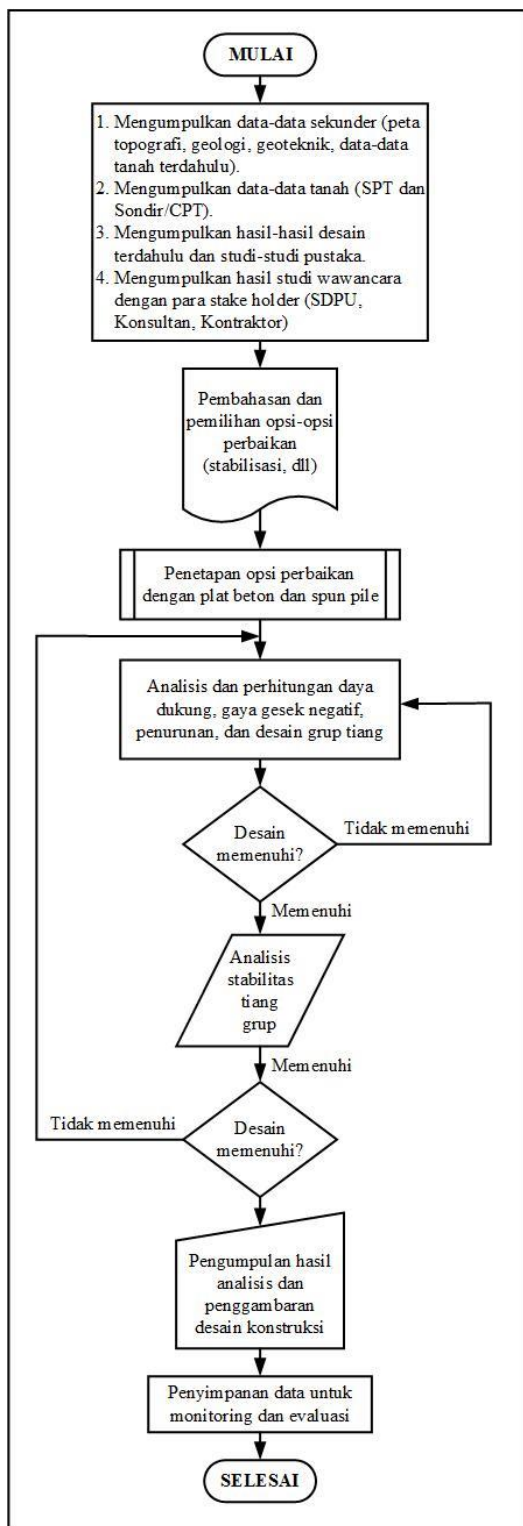 MULAI
1. Mengumpulkan data-data sekunder (peta
topografi, geologi, geoteknik, data-data
tanah terdahulu).
2. Mengumpulkan data-data tanah (SPT dan
Sondir/CPT).
3. Mengumpulkan hasil-hasil desain
terdahulu dan studi-studi pustaka.
4. Mengumpulkan hasil studi wawancara
dengan para stake holder (SDPU,
Konsultan, Kontraktor)
Pembahasan dan
pemilihan opsi-opsi
perbaikan
(stabilisasi, dll)
Penetapan opsi perbaikan
dengan plat beton dan spun pile
Analisis dan perhitungan daya
dukung, gaya gesek negatif,
penurunan, dan desain grup tiang
Desain
memenuhi?
Tidak memenuhi
Memenuhi
Analisis
stabilitas
tiang
grup
Memenuhi
Tidak memenuhi
Desain
memenuhi?
Pengumpulan hasil
analisis dan
penggambaran
desain konstruksi
Penyimpanan data untuk
monitoring dan evaluasi
SELESAI